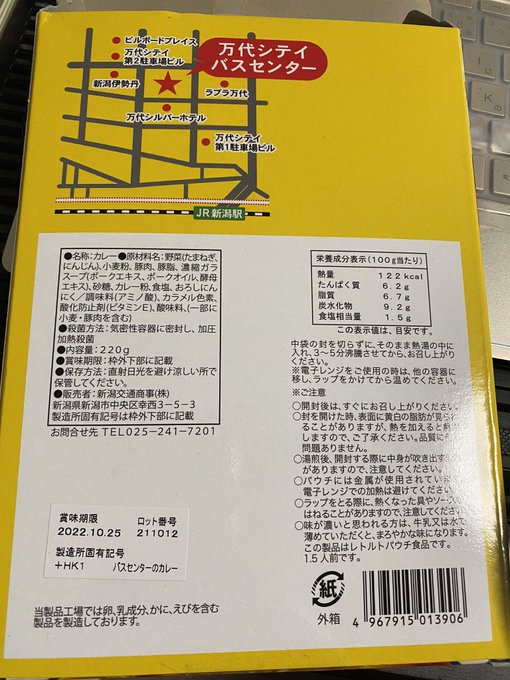 ビルボードプレイス
万代シテイ
第2駐車場ビル
新潟伊勢丹
万代シテイ
バスセンター
ラブラ万代
万代シルバーホテル
万代シテイ
第1駐車場ビル
JR新潟駅
●名称:カレー●原材料名:野菜(たまねぎ、
にんじん)、小麦粉、豚肉、豚脂、濃縮ガラ
スープ(ポークエキス、ポークオイル、酵母
エキス)、砂糖、カレー粉、食塩、おろしにん
にく/調味料(アミノ酸)、カラメル色素、
酸化防止剤(ビタミンE)、酸味料、(一部に
小麦・豚肉を含む)
●殺菌方法:気密性容器に密封し、加圧
加熱殺菌
●内容量:220g
●賞味期限:枠外下部に記載
●保存方法:直射日光を避け涼しい所で
保管してください。
●販売者:新潟交通商事(株)
新潟県新潟市中央区幸西3-5-3
製造所固有記号は枠外下部に記載
お問合せ先 TEL025-241-7201
栄養成分表示(100g当たり)
熱量 122kcal
たんぱく質 6.2g
脂質 6.7g
炭水化物 9.2g
食塩相当量 1.5g
この表示値は、目安です。
中袋の封を切らずに、そのまま熱湯の中に
入れ、3〜5分沸騰させてから、お召し上がり
ください。
※電子レンジをご使用の時は、他の容器に
移し、ラップをかけてから温めてください。
※ご注意
○開封後は、すぐにお召し上がりください。
○封を開けた時、表面に黄白の脂肪が見ら
ることがありますが、熱を加えると
しますので、ご了承ください。品質に
問題ありません。
○湯煎後、開封する際に中身が吹き出す
がありますので、注意してください。
○パウチには金属が使用されてい
電子レンジでの加熱は避けてくださ
○ラップをとる際に、熱くなった具やソー
はねることがありますので、注意してくださ
○味が濃いと思われる方は、牛乳又は水で
薄めていただくと、まろやかな味になります。
この製品はレトルトパウチ食品です。
1.5人前です。
賞味期限 ロット番号
2022.10.25 211012
製造所固有記号
+HK1 バスセンターのカレー
紙
外箱
4 967915 013906
当製品工場では卵、乳成分、かに、えびを含む
製品を製造しております。